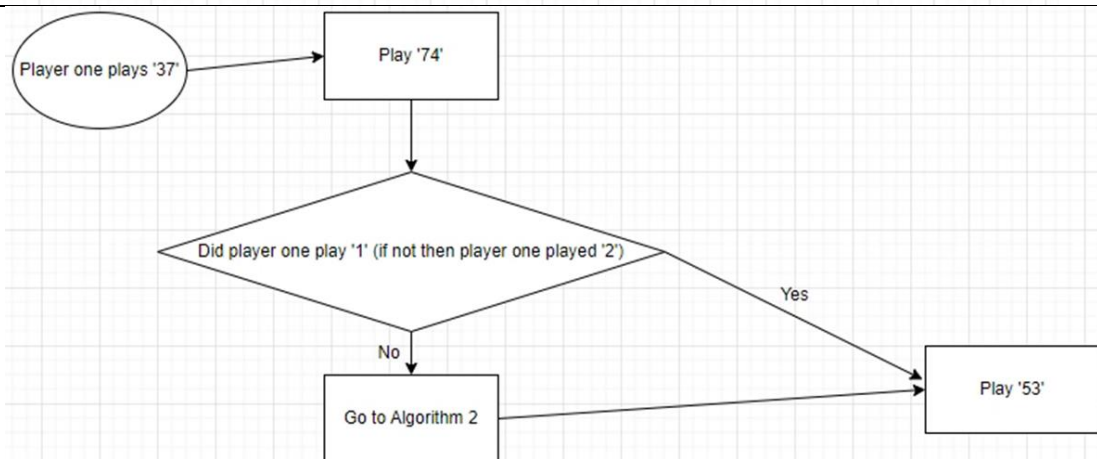 Player one plays '37'
Play '74'
Did player one play '1' (if not then player one played '2')
Yes
No
Play '53'
Go to Algorithm 2